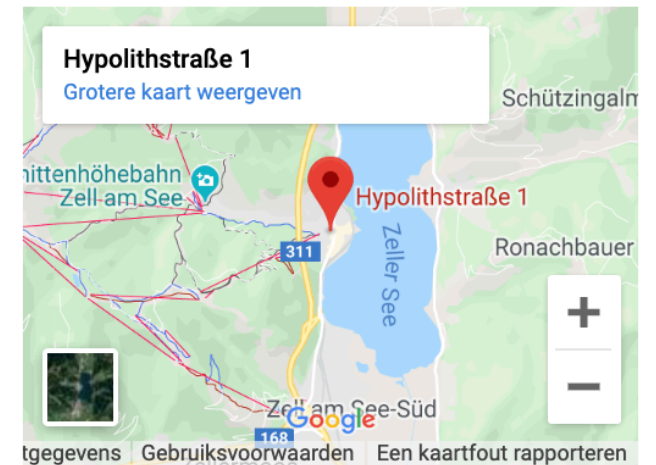 Hypolithstraße 1
Grotere kaart weergeven
Schützingalm
nittenhöhebahn
Zell am See
Hypolithstraße 1
Zeller See
311
Ronachbauer
+
−
Zell am See-Süd
Google
168
tgegevens Gebruiksvoorwaarden Een kaartfout rapporteren